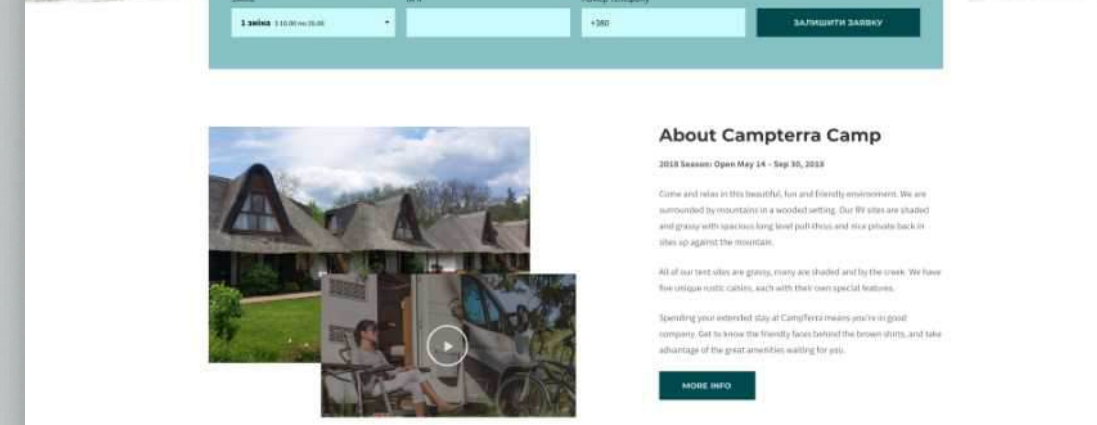 1 зміна з 10.00 по 20.00
+380
ЗАЛИШИТИ ЗАЯВКУ
About Campterra Camp
2018 Season: Open May 14 - Sep 30, 2018
Come and relax in this beautiful, fun and friendly environment. We are
surrounded by mountains in a wooded setting. Our RV sites are shaded
and grassy with spacious long level pull-thrus and nice private back in
sites up against the mountain.
All of our tent sites are grassy, many are shaded and by the creek. We have
five unique rustic cabins, each with their own special features.
Spending your extended stay at CampTerra means you're in good
company. Get to know the friendly faces behind the brown shirts, and take
advantage of the great amenities waiting for you.
MORE INFO